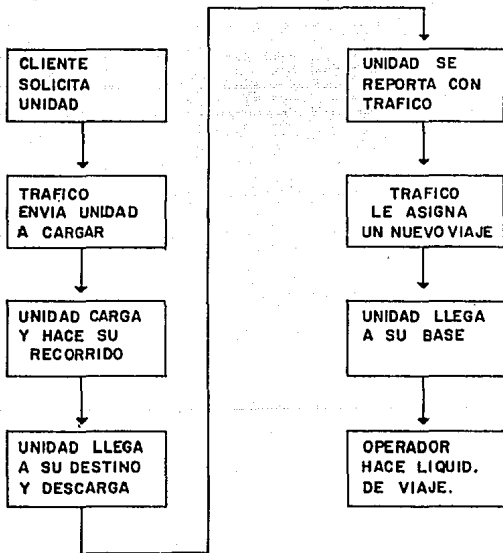 CLIENTE
SOLICITA
UNIDAD
TRAFICO
ENVIA UNIDAD
A CARGAR
UNIDAD CARGA
Y HACE SU
RECORRIDO
UNIDAD LLEGA
A SU DESTINO
Y DESCARGA
UNIDAD SE
REPORTA CON
TRAFICO
TRAFICO
LE ASIGNA
UN NUEVO VIAJE
UNIDAD LLEGA
A SU BASE
OPERADOR
HACE LIQUID.
DE VIAJE.